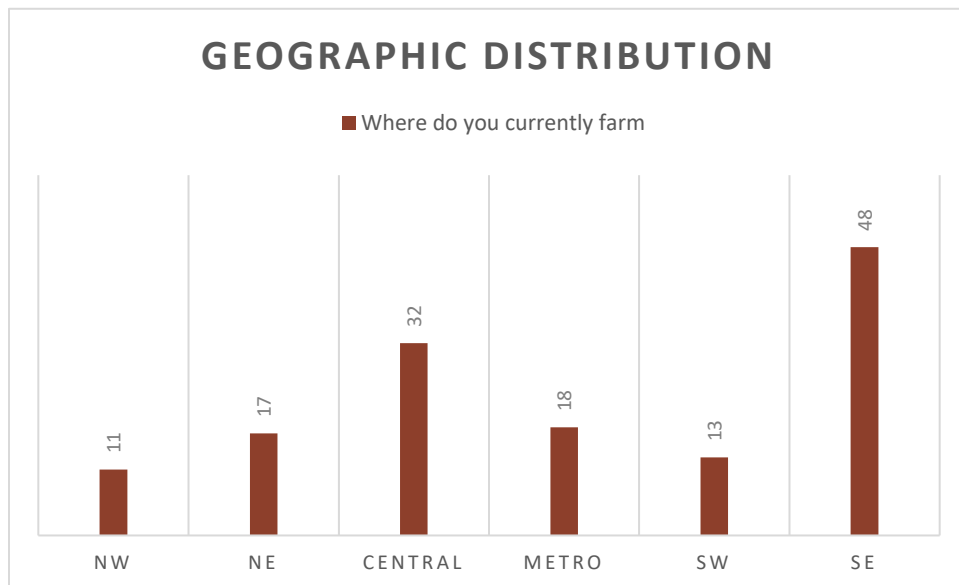 GEOGRAPHIC DISTRIBUTION
Where do you currently farm
11
17
32
18
13
48
NW
NE
CENTRAL
METRO
SW
SE